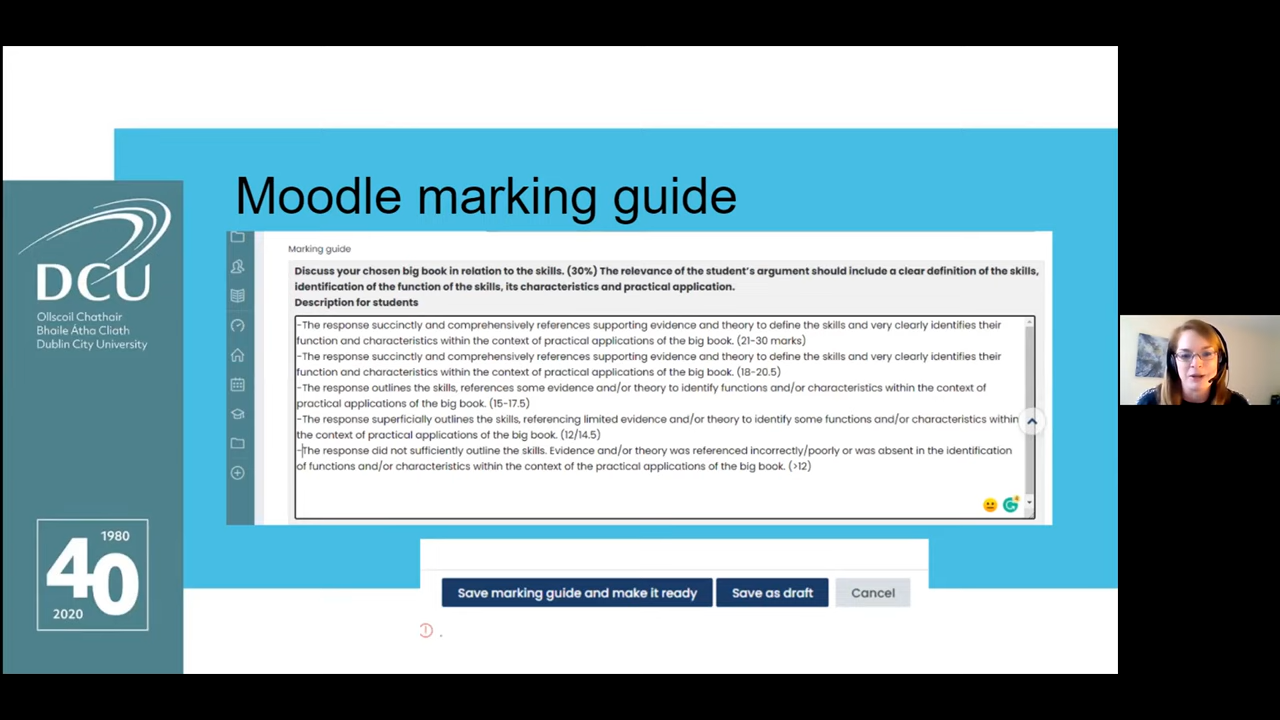 Moodle marking guide
DCU
Ollscoil Chathair
Bhaile Átha Cliath
Dublin City University
1980
40
2020
Marking guide
Discuss your chosen big book in relation to the skills. (30%) The relevance of the student's argument should include a clear definition of the skills,
identification of the function of the skills, its characteristics and practical application.
Description for students
-The response succinctly and comprehensively references supporting evidence and theory to define the skills and very clearly identifies their
function and characteristics within the context of practical applications of the big book. (21-30 marks)
-The response succinctly and comprehensively references supporting evidence and theory to define the skills and very clearly identifies their
function and characteristics within the context of practical applications of the big book. (18-20.5)
-The response outlines the skills, references some evidence and/or theory to identify functions and/or characteristics within the context of
practical applications of the big book. (15-17.5)
-The response superficially outlines the skills, referencing limited evidence and/or theory to identify some functions and/or characteristics within
the context of practical applications of the big book. (12/14.5)
-The response did not sufficiently outline the skills. Evidence and/or theory was referenced incorrectly/poorly or was absent in the identification
of functions and/or characteristics within the context of the practical applications of the big book. (>12)
Save marking guide and make it ready
Save as draft
Cancel